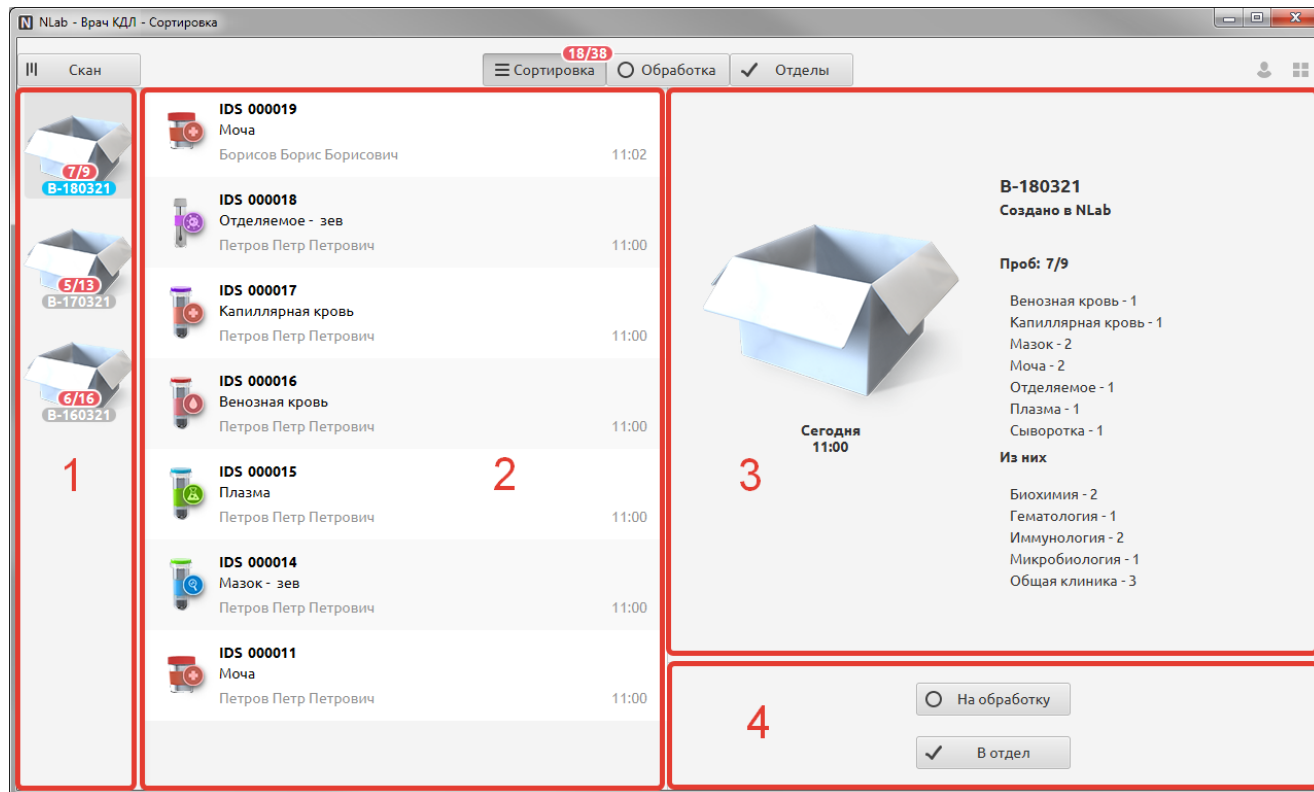 NLab - Врач КДЛ - Сортировка
Скан
18/38
Сортировка
Обработка
Отделы
7/9
B-180321
5/13
B-170321
6/16
B-160321
1
IDS 000019
Моча
Борисов Борис Борисович 11:02
IDS 000018
Отделяемое - зев
Петров Петр Петрович 11:00
IDS 000017
Капиллярная кровь
Петров Петр Петрович 11:00
IDS 000016
Венозная кровь
Петров Петр Петрович 11:00
IDS 000015
Плазма
Петров Петр Петрович 11:00
IDS 000014
Мазок - зев
Петров Петр Петрович 11:00
IDS 000011
Моча
Петров Петр Петрович 11:00
2
Сегодня
11:00
3
B-180321
Создано в NLab
Проб: 7/9
Венозная кровь - 1
Капиллярная кровь - 1
Мазок - 2
Моча - 2
Отделяемое - 1
Плазма - 1
Сыворотка - 1
Из них
Биохимия - 2
Гематология - 1
Иммунология - 2
Микробиология - 1
Общая клиника - 3
4
На обработку
В отдел